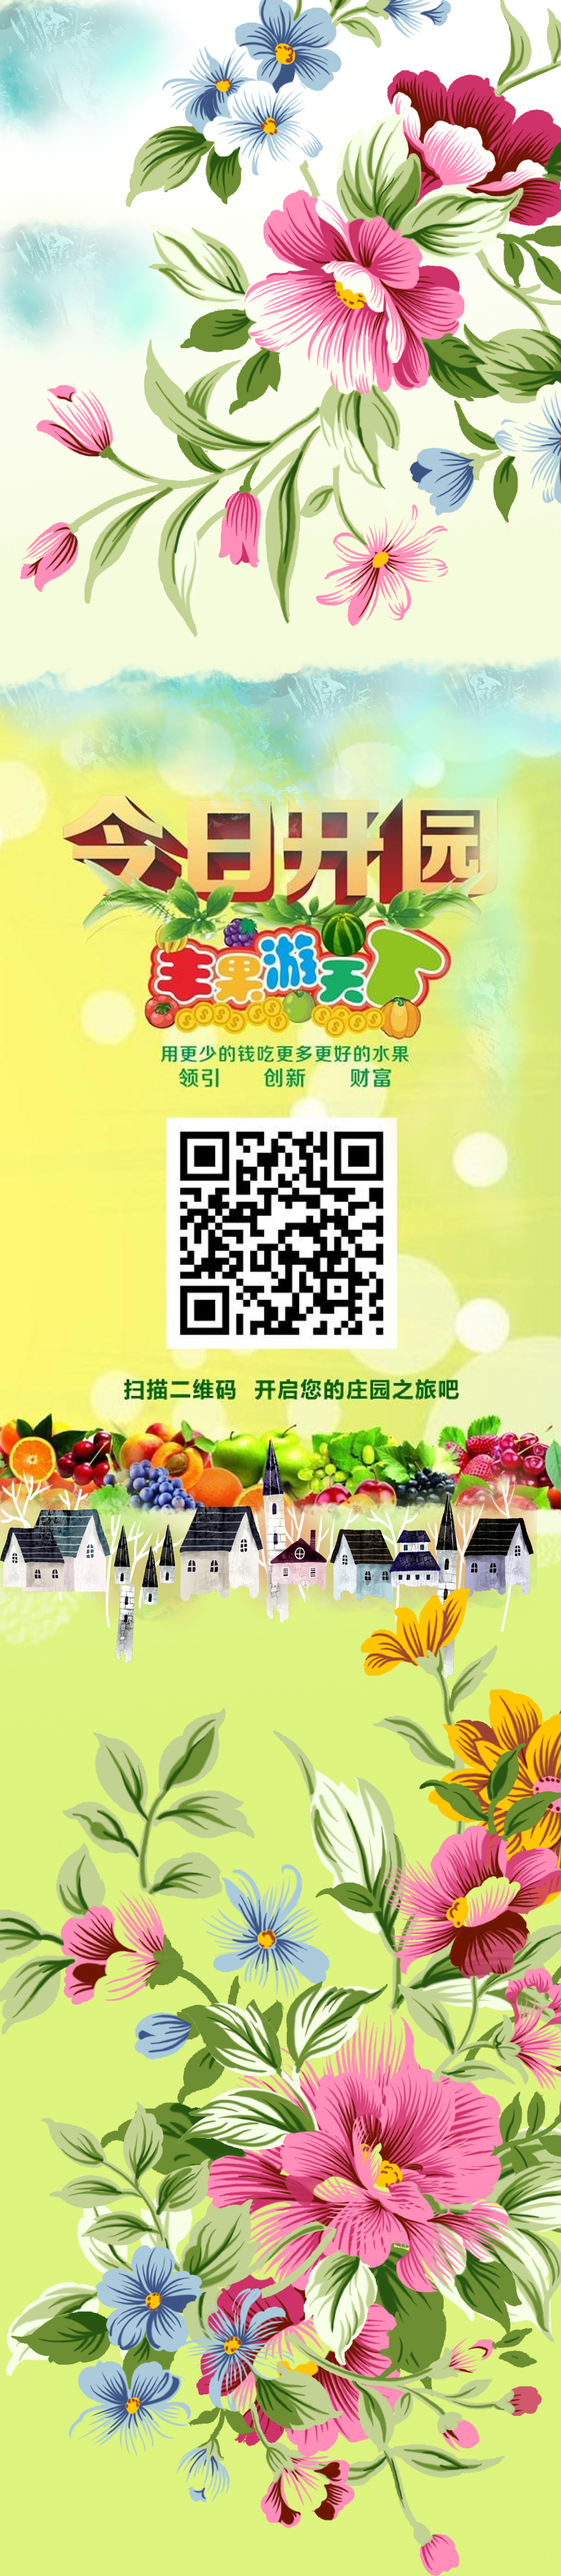 今日开园
丰果游天下
用更少的钱吃更多更好的水果
领引 创新 财富
扫描二维码 开启您的庄园之旅吧